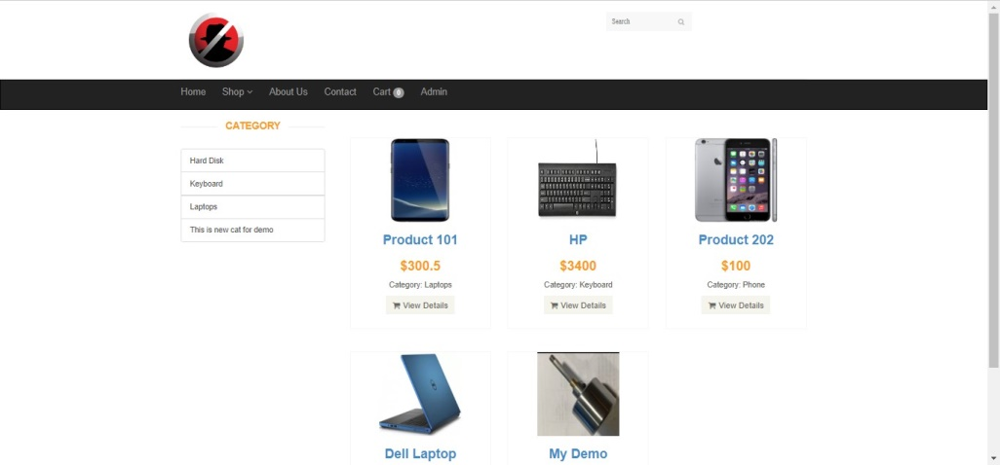 Search
Home Shop About Us Contact Cart 0 Admin
CATEGORY
Hard Disk
Keyboard
Laptops
This is new cat for demo
Product 101
$300.5
Category: Laptops
View Details
HP
$3400
Category: Keyboard
View Details
Product 202
$100
Category: Phone
View Details
Dell Laptop
My Demo